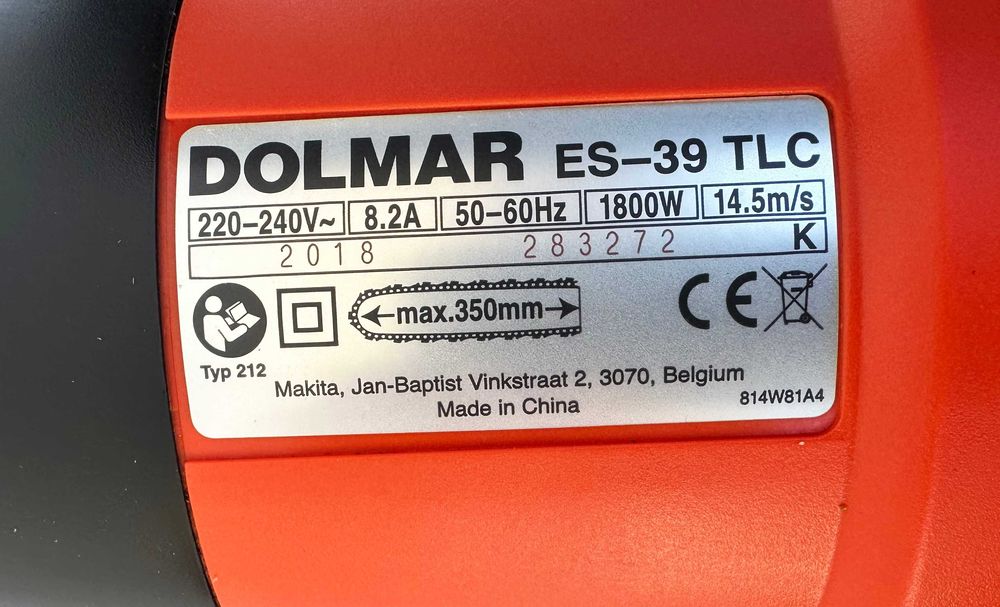 DOLMAR ES-39 TLC
220-240V~ 8.2A 50-60Hz 1800W 14.5m/s
2018 283272 K
max.350mm
CE
Typ 212
Makita, Jan-Baptist Vinkstraat 2, 3070, Belgium
Made in China 814W81A4